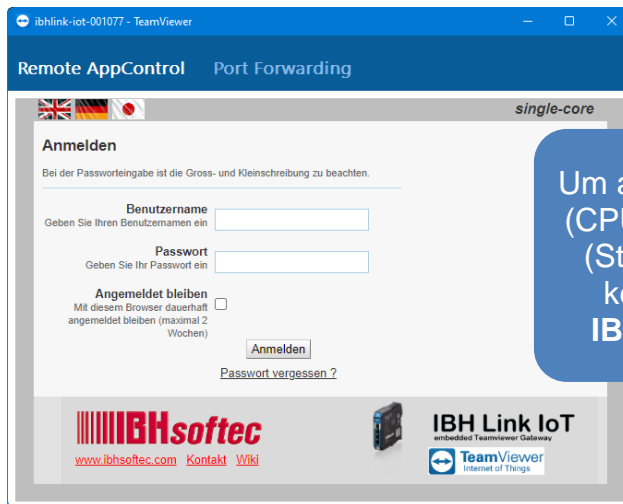 ibhlink-iot-001077 - TeamViewer
Remote AppControl Port Forwarding
single-core
Anmelden
Bei der Passworteingabe ist die Gross- und Kleinschreibung zu beachten.
Benutzername
Geben Sie Ihren Benutzernamen ein
Passwort
Geben Sie Ihr Passwort ein
Angemeldet bleiben
Mit diesem Browser dauerhaft
angemeldet bleiben (maximal 2
Wochen)
Anmelden
Passwort vergessen ?
Um
IBHsoftec
www.ibhsoftec.com Kontakt Wiki
IBH Link IoT
embedded Teamviewer Gateway
TeamViewer
Internet of Things